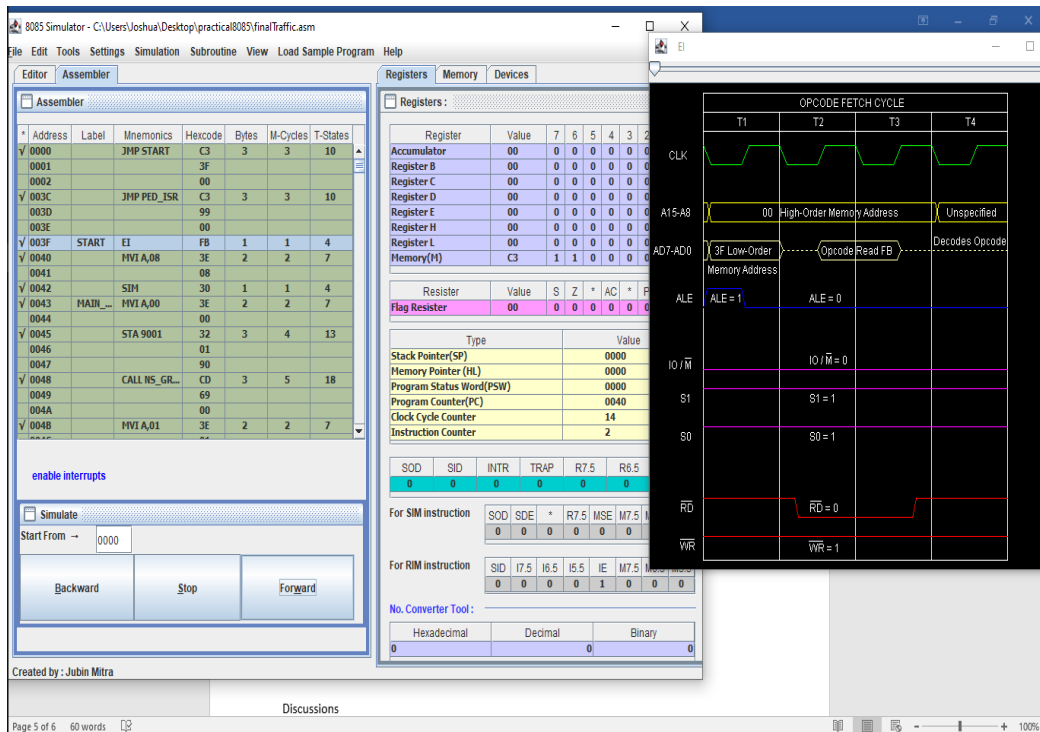 8085 Simulator - C:\Users\Joshua\Desktop\practical8085\finalTraffic.asm
File Edit Tools Settings Simulation Subroutine View Load Sample Program Help
Editor Assembler
Assembler
* Address Label Mnemonics Hexcode Bytes M-Cycles T-States
√ 0000 JMP START C3 3 3 10
0001 3F
0002 00
√ 003C JMP PED_ISR C3 3 3 10
003D 99
003E 00
√ 003F START EI FB 1 1 4
√ 0040 MVI A,08 3E 2 2 7
0041 08
√ 0042 SIM 30 1 1 4
√ 0043 MAIN_... MVI A,00 3E 2 2 7
0044 00
√ 0045 STA 9001 32 3 4 13
0046 01
0047 90
√ 0048 CALL NS_GR... CD 3 5 18
0049 69
004A 00
√ 004B MVI A,01 3E 2 2 7
enable interrupts
Simulate
Start From → 0000
Backward Stop Forward
Created by : Jubin Mitra
Registers Memory Devices
Registers :
Register Value 7 6 5 4 3 2
Accumulator 00 0 0 0 0 0 0
Register B 00 0 0 0 0 0 0
Register C 00 0 0 0 0 0 0
Register D 00 0 0 0 0 0 0
Register E 00 0 0 0 0 0 0
Register H 00 0 0 0 0 0 0
Register L 00 0 0 0 0 0 0
Memory(M) C3 1 1 0 0 0 0
Resister Value S Z * AC * P
Flag Resister 00 0 0 0 0 0 0
Type Value
Stack Pointer(SP) 0000
Memory Pointer (HL) 0000
Program Status Word(PSW) 0000
Program Counter(PC) 0040
Clock Cycle Counter 14
Instruction Counter 2
SOD SID INTR TRAP R7.5 R6.5
0 0 0 0 0 0
For SIM instruction
SOD SDE * R7.5 MSE M7.5
0 0 0 0 0 0 0
For RIM instruction
SID I7.5 I6.5 I5.5 IE M7.5
0 0 0 0 1 0 0 0
No. Converter Tool :
Hexadecimal Decimal Binary
0 0 0
EI
OPCODE FETCH CYCLE
T1 T2 T3 T4
CLK
A15-A8 00 High-Order Memory Address Unspecified
AD7-AD0 3F Low-Order Opcode Read FB Decodes Opcode
Memory Address
ALE ALE = 1 ALE = 0
IO / M̅ IO / M̅ = 0
S1 S1 = 1
S0 S0 = 1
R̅D̅ R̅D̅ = 0
W̅R̅ W̅R̅ = 1
Discussions
Page 5 of 6 60 words
100%